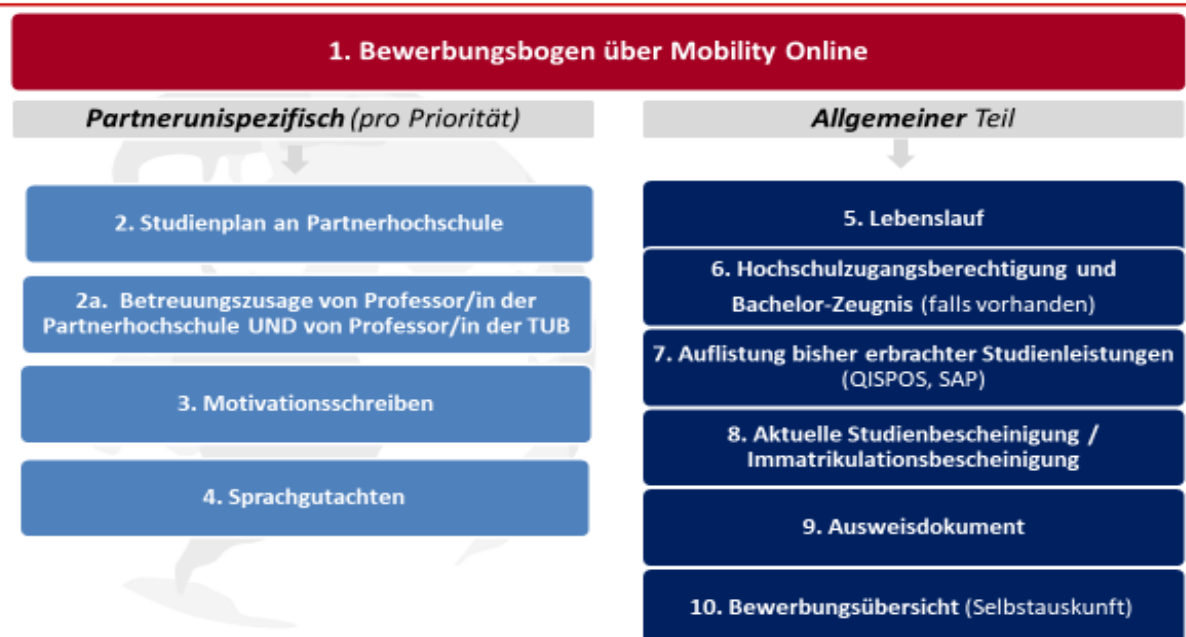 1. Bewerbungsbogen über Mobility Online
Partnerunispezifisch (pro Priorität)
2. Studienplan an Partnerhochschule
2a. Betreuungszusage von Professor/in der
Partnerhochschule UND von Professor/in der TUB
3. Motivationsschreiben
4. Sprachgutachten
Allgemeiner Teil
5. Lebenslauf
6. Hochschulzugangsberechtigung und
Bachelor-Zeugnis (falls vorhanden)
7. Auflistung bisher erbrachter Studienleistungen
(QISPOS, SAP)
8. Aktuelle Studienbescheinigung /
Immatrikulationsbescheinigung
9. Ausweisdokument
10. Bewerbungsübersicht (Selbstauskunft)